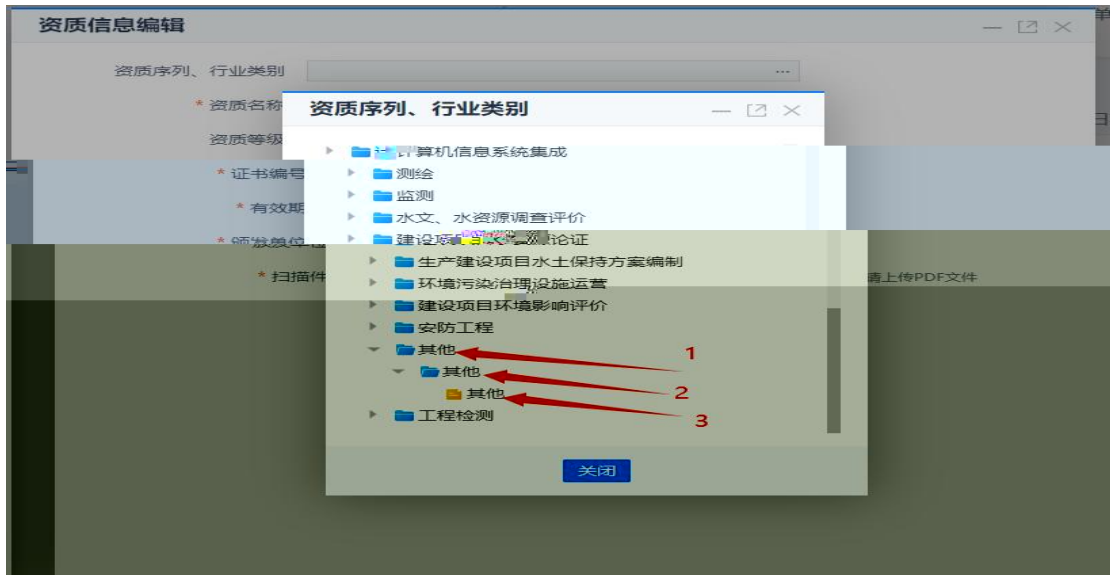 资质信息编辑
资质序列、行业类别
* 资质名称
资质序列、行业类别
资质等级
计算机信息系统集成
* 证书编号
测绘
监测
* 有效期
水文、水资源调查评价
* 颁发单位
论证
生产建设项目水土保持方案编制
* 扫描件
环境污染治理设施运营
请上传PDF文件
建设项目环境影响评价
安防工程
其他
1
其他
2
其他
3
工程检测
关闭